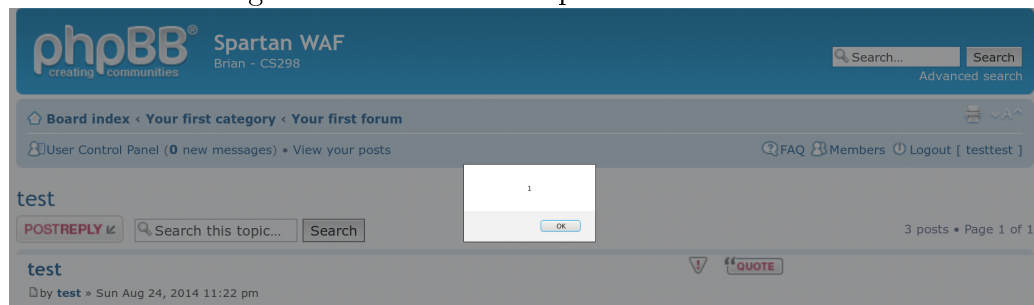 phpBB®
creating communities
Spartan WAF
Brian - CS298
Search... Search
Advanced search
Board index ‹ Your first category ‹ Your first forum
User Control Panel (0 new messages) • View your posts
FAQ Members Logout [ testtest ]
1
OK
test
POSTREPLY Search this topic... Search
3 posts • Page 1 of 1
test
QUOTE
by test » Sun Aug 24, 2014 11:22 pm